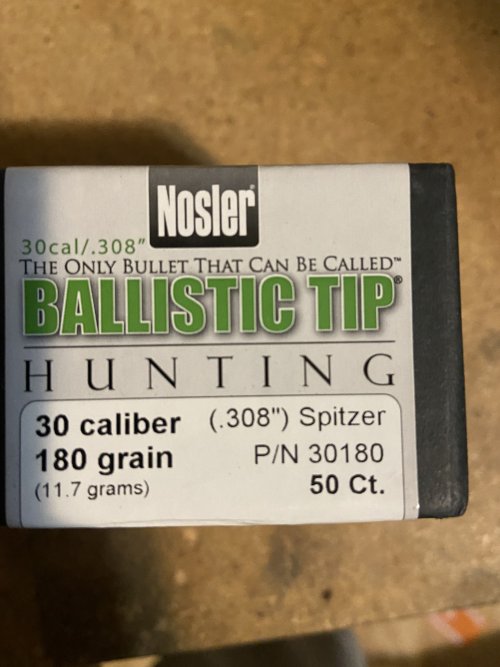 Nosler®
30cal/.308"
THE ONLY BULLET THAT CAN BE CALLED™
BALLISTIC TIP®
HUNTING
30 caliber (.308") Spitzer
180 grain P/N 30180
(11.7 grams) 50 Ct.